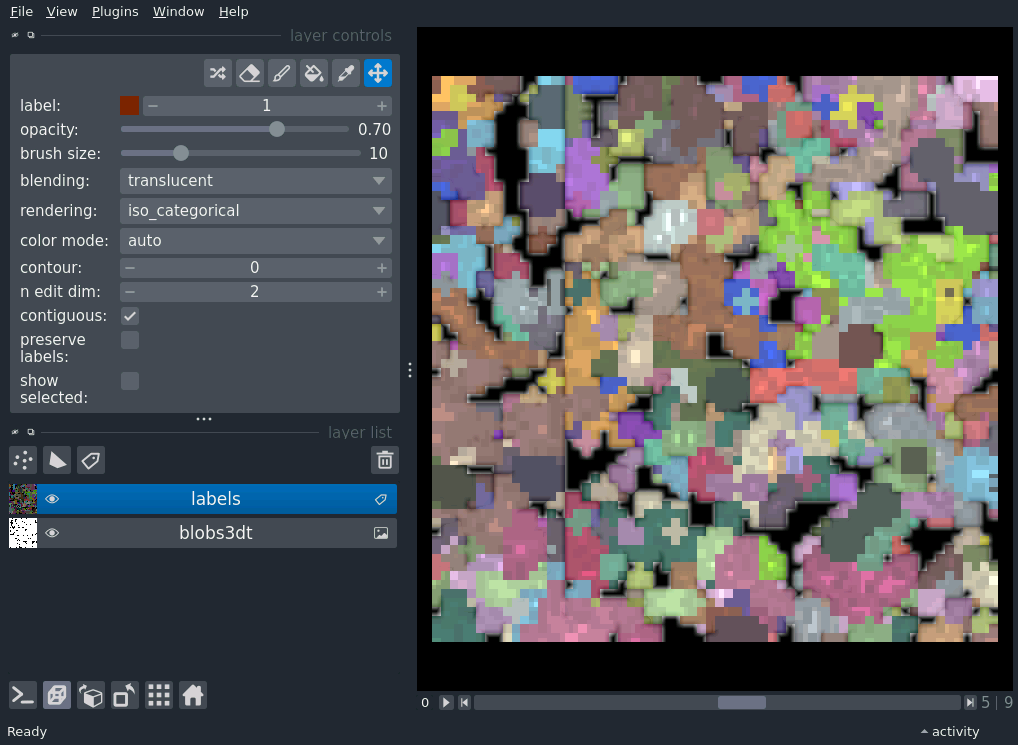 File View Plugins Window Help
layer controls
label: 1
opacity: 0.70
brush size: 10
blending: translucent
rendering: iso_categorical
color mode: auto
contour: 0
n edit dim: 2
contiguous:
preserve
labels:
show
selected:
layer list
labels
blobs3dt
0 5 | 9
Ready activity